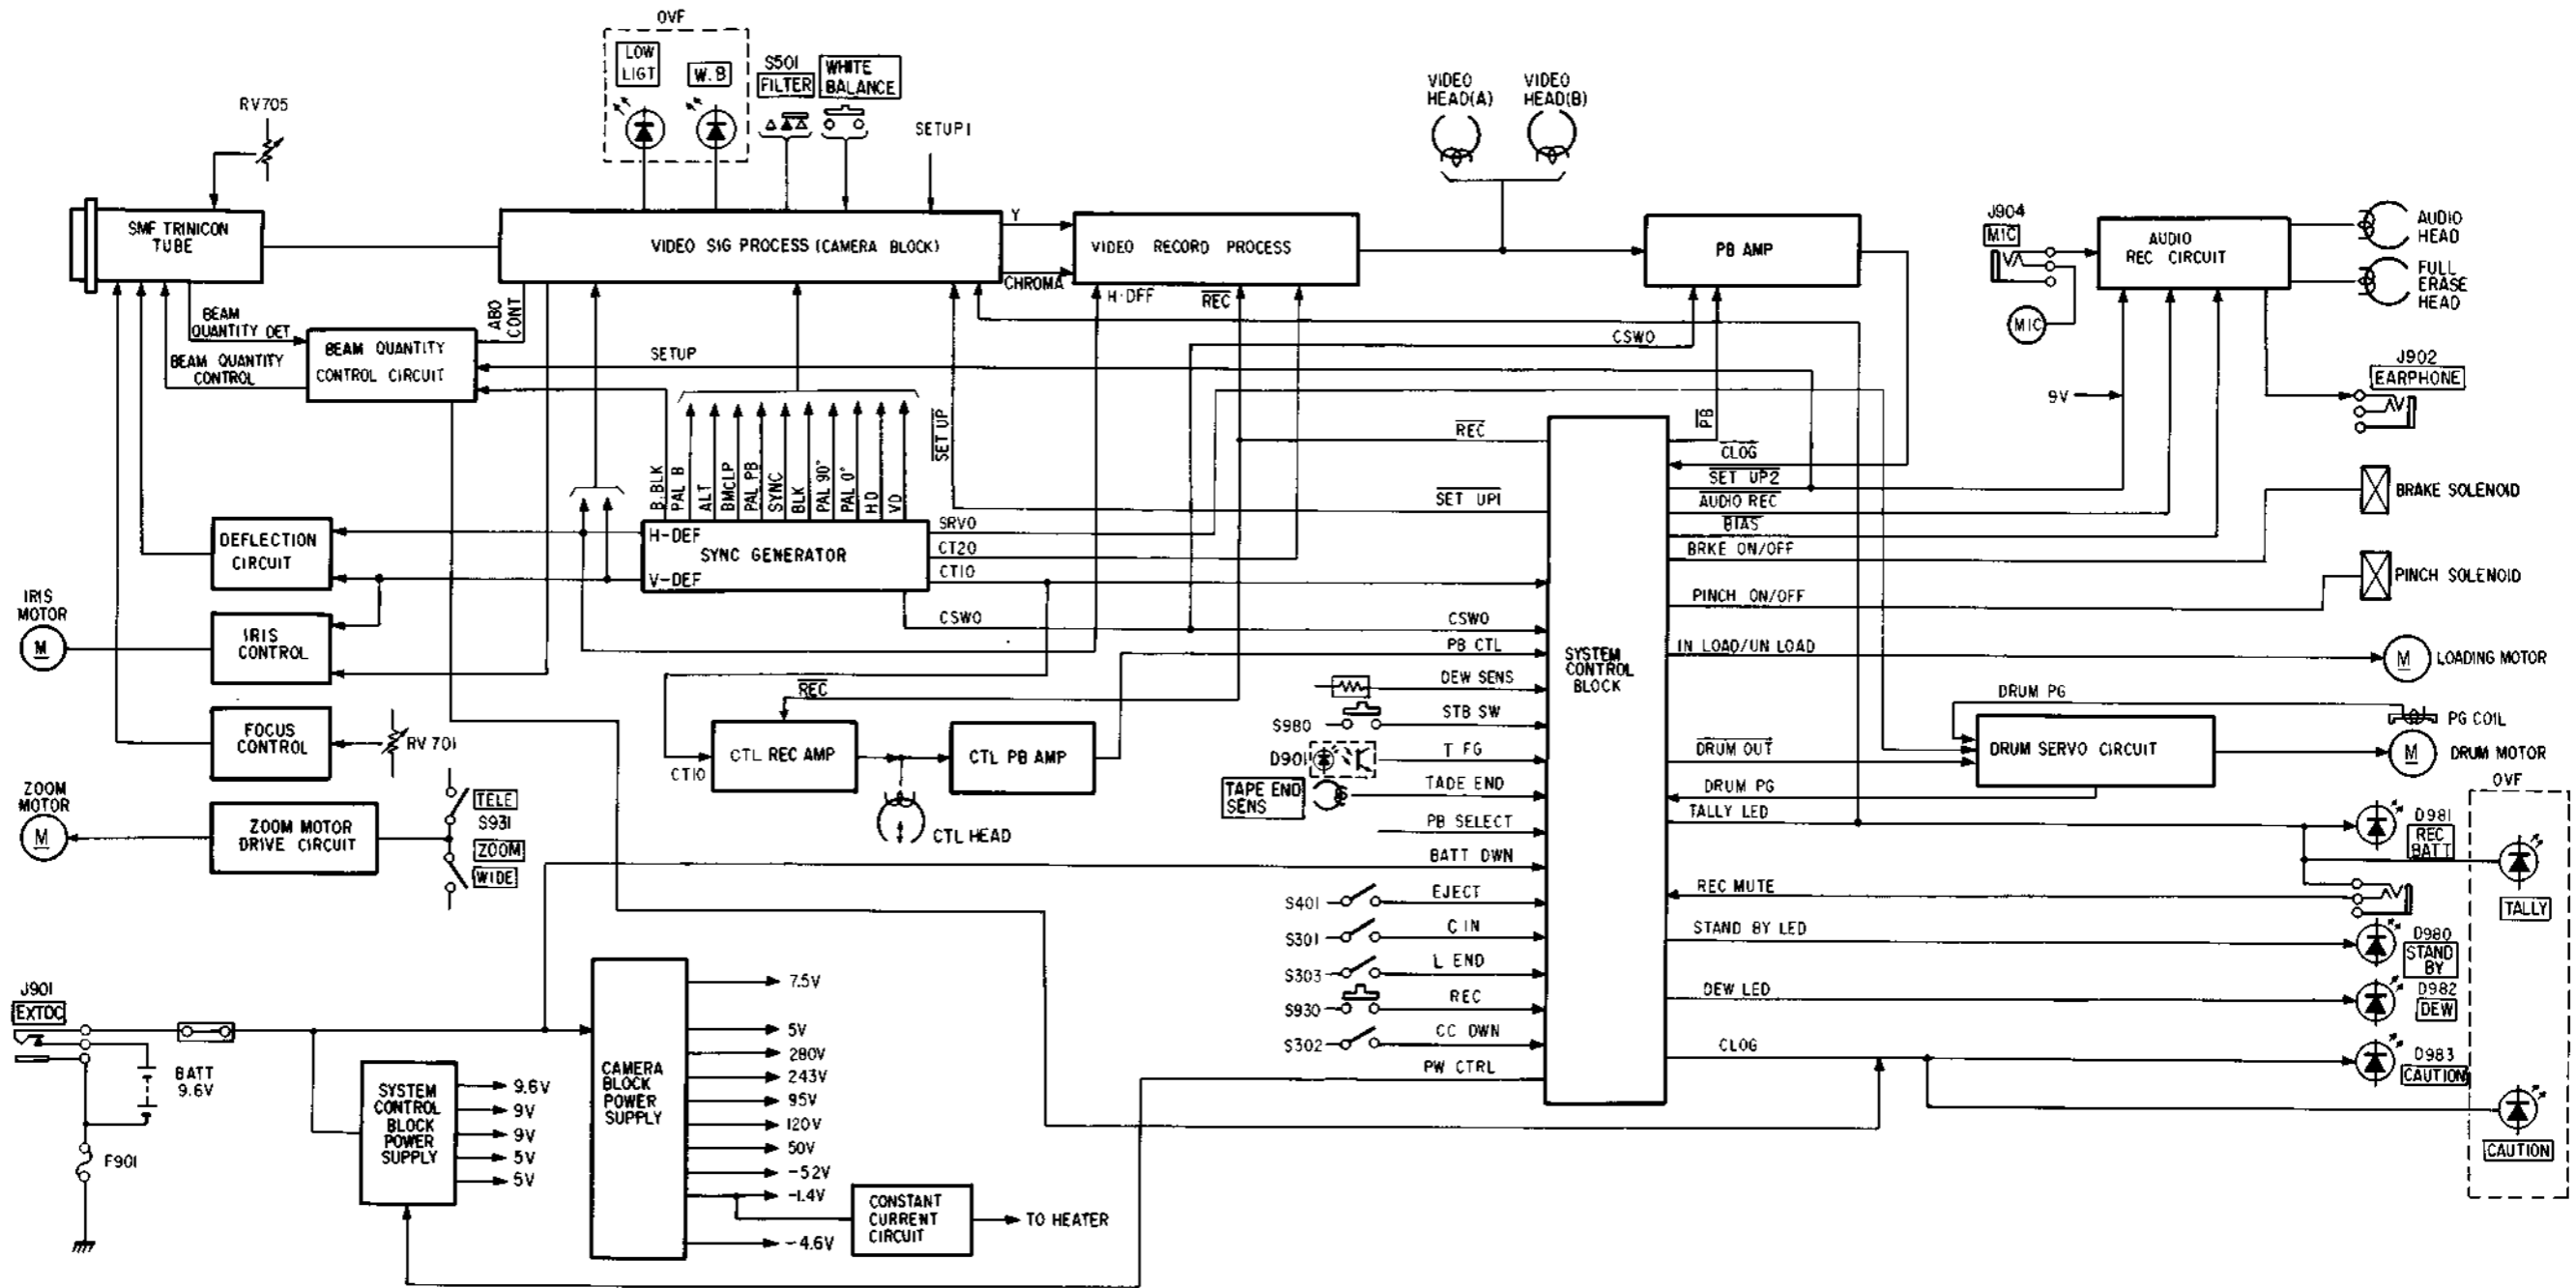 OVF
LOW
LIGT
W.B
S501
FILTER
WHITE
BALANCE
SETUP1
RV705
VIDEO
HEAD(A)
VIDEO
HEAD(B)
SMF TRINICON
TUBE
VIDEO SIG PROCESS (CAMERA BLOCK)
Y
CHROMA
VIDEO RECORD PROCESS
PB AMP
J904
MIC
MIC
AUDIO
REC CIRCUIT
AUDIO
HEAD
FULL
ERASE
HEAD
J902
EARPHONE
9V
BEAM
QUANTITY DET
BEAM QUANTITY
CONTROL
BEAM QUANTITY
CONTROL CIRCUIT
ABO
CONT
SETUP
H·DFF
REC
CSWO
PB
B.BLK
PAL B
ALT
BMCLP
PAL PB
SYNC
BLK
PAL 90°
PAL 0°
HD
VD
SET UP
H-DEF
SYNC GENERATOR
V-DEF
SRVO
CT20
CT10
CSWO
DEFLECTION
CIRCUIT
IRIS
MOTOR
M
IRIS
CONTROL
FOCUS
CONTROL
RV 701
ZOOM
MOTOR
M
ZOOM MOTOR
DRIVE CIRCUIT
TELE
S931
ZOOM
WIDE
REC
CT10
CTL REC AMP
CTL PB AMP
CTL HEAD
SYSTEM
CONTROL
BLOCK
REC
SET UP1
CSWO
PB CTL
DEW SENS
S980
STB SW
D901
T FG
TAPE END
SENS
TADE END
PB SELECT
BATT DWN
S401
EJECT
S301
C IN
S303
L END
S930
REC
S302
CC DWN
PW CTRL
CLOG
SET UP2
AUDIO REC
BIAS
BRKE ON/OFF
PINCH ON/OFF
IN LOAD/UN LOAD
DRUM OUT
DRUM PG
TALLY LED
REC MUTE
STAND BY LED
DEW LED
CLOG
BRAKE SOLENOID
PINCH SOLENOID
M
LOADING MOTOR
DRUM PG
PG COIL
DRUM SERVO CIRCUIT
M
DRUM MOTOR
OVF
D981
REC
BATT
TALLY
D980
STAND
BY
D982
DEW
D983
CAUTION
CAUTION
J901
EXTDC
BATT
9.6V
F901
SYSTEM
CONTROL
BLOCK
POWER
SUPPLY
9.6V
9V
9V
5V
5V
CAMERA
BLOCK
POWER
SUPPLY
7.5V
5V
280V
243V
95V
120V
50V
-52V
-1.4V
-4.6V
CONSTANT
CURRENT
CIRCUIT
TO HEATER